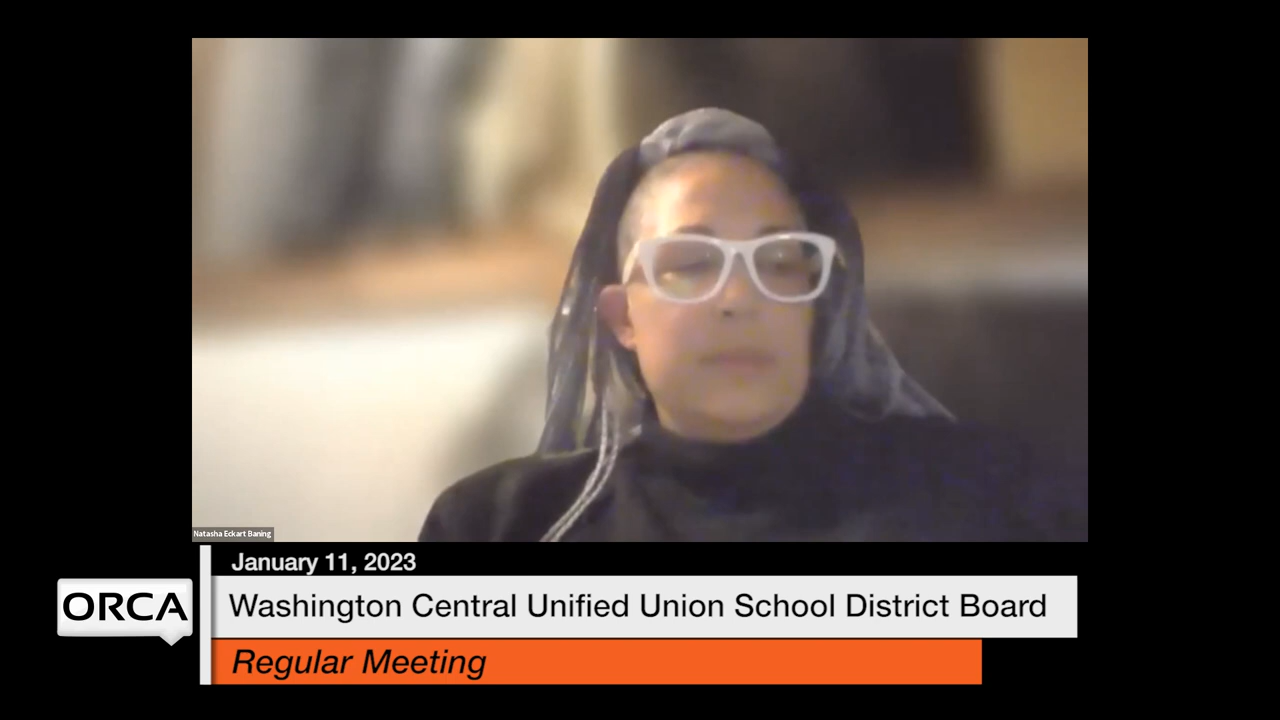 Natasha Eckart Baning
January 11, 2023
ORCA
Washington Central Unified Union School District Board
Regular Meeting